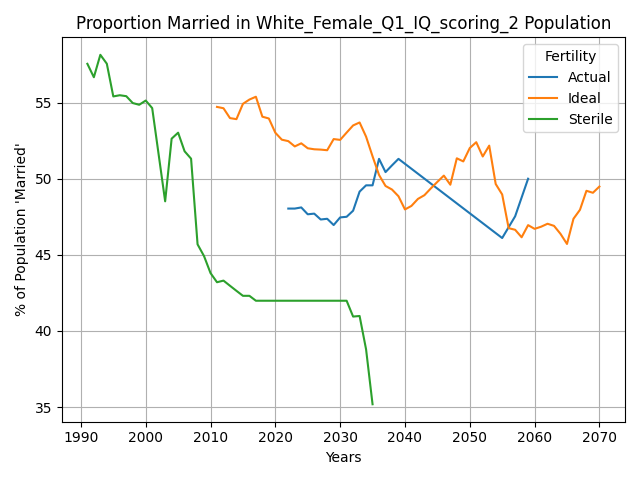 Proportion Married in White_Female_Q1_IQ_scoring_2 Population
Fertility
Actual
Ideal
Sterile
% of Population 'Married'
55
50
45
40
35
1990 2000 2010 2020 2030 2040 2050 2060 2070
Years